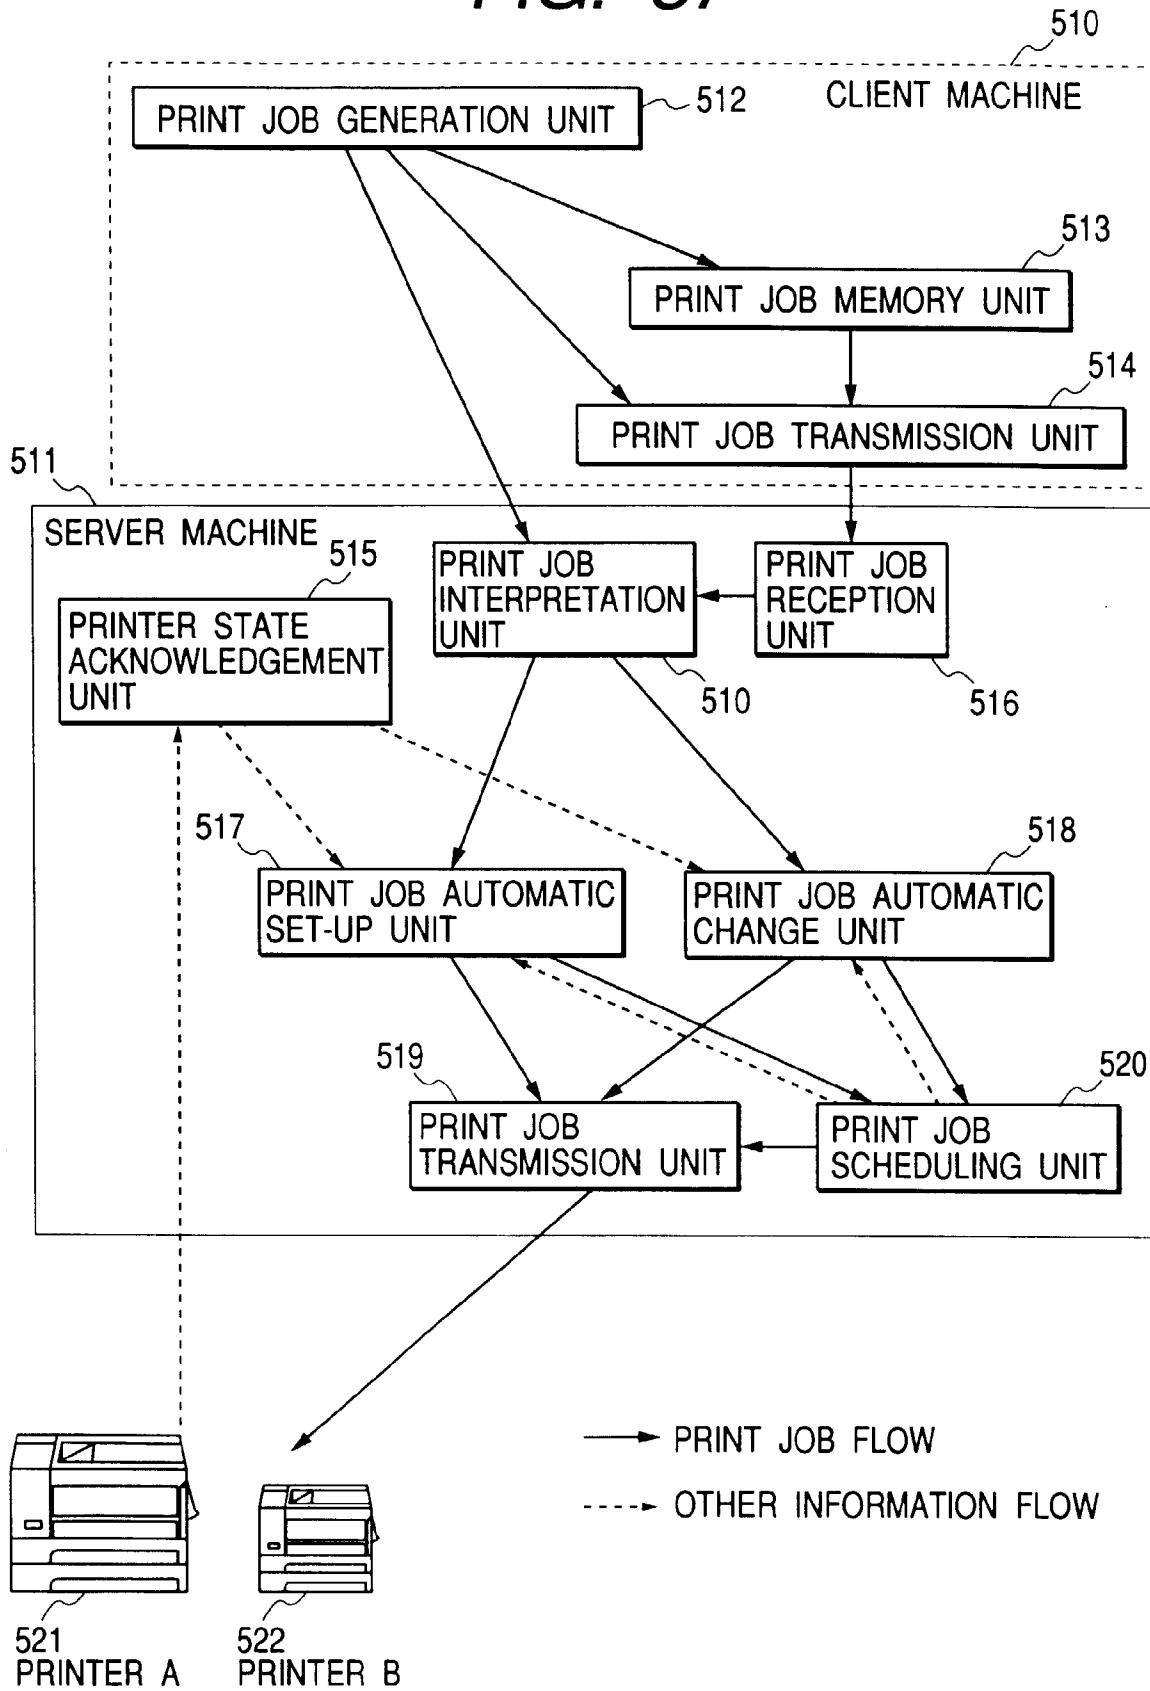 510
CLIENT MACHINE
PRINT JOB GENERATION UNIT
512
513
PRINT JOB MEMORY UNIT
514
PRINT JOB TRANSMISSION UNIT
511
SERVER MACHINE
515
PRINTER STATE
ACKNOWLEDGEMENT
UNIT
PRINT JOB
INTERPRETATION
UNIT
510
PRINT JOB
RECEPTION
UNIT
516
517
PRINT JOB AUTOMATIC
SET-UP UNIT
518
PRINT JOB AUTOMATIC
CHANGE UNIT
519
PRINT JOB
TRANSMISSION UNIT
520
PRINT JOB
SCHEDULING UNIT
PRINT JOB FLOW
OTHER INFORMATION FLOW
521
PRINTER A
522
PRINTER B